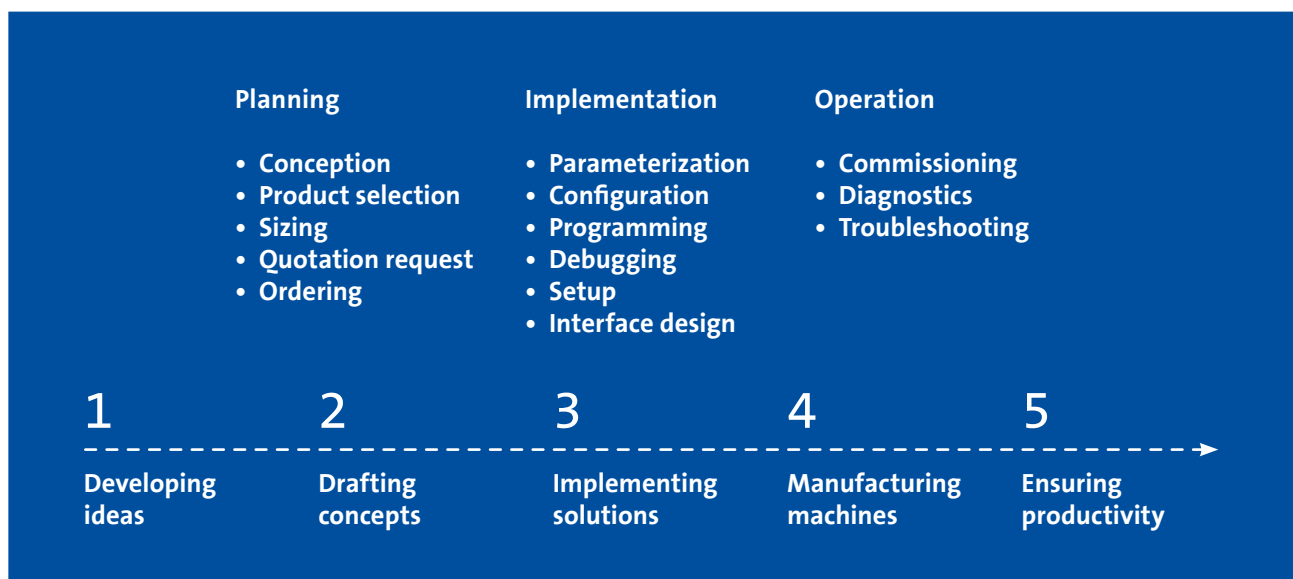 Planning
• Conception
• Product selection
• Sizing
• Quotation request
• Ordering
Implementation
• Parameterization
• Configuration
• Programming
• Debugging
• Setup
• Interface design
Operation
• Commissioning
• Diagnostics
• Troubleshooting
1
Developing
ideas
2
Drafting
concepts
3
Implementing
solutions
4
Manufacturing
machines
5
Ensuring
productivity